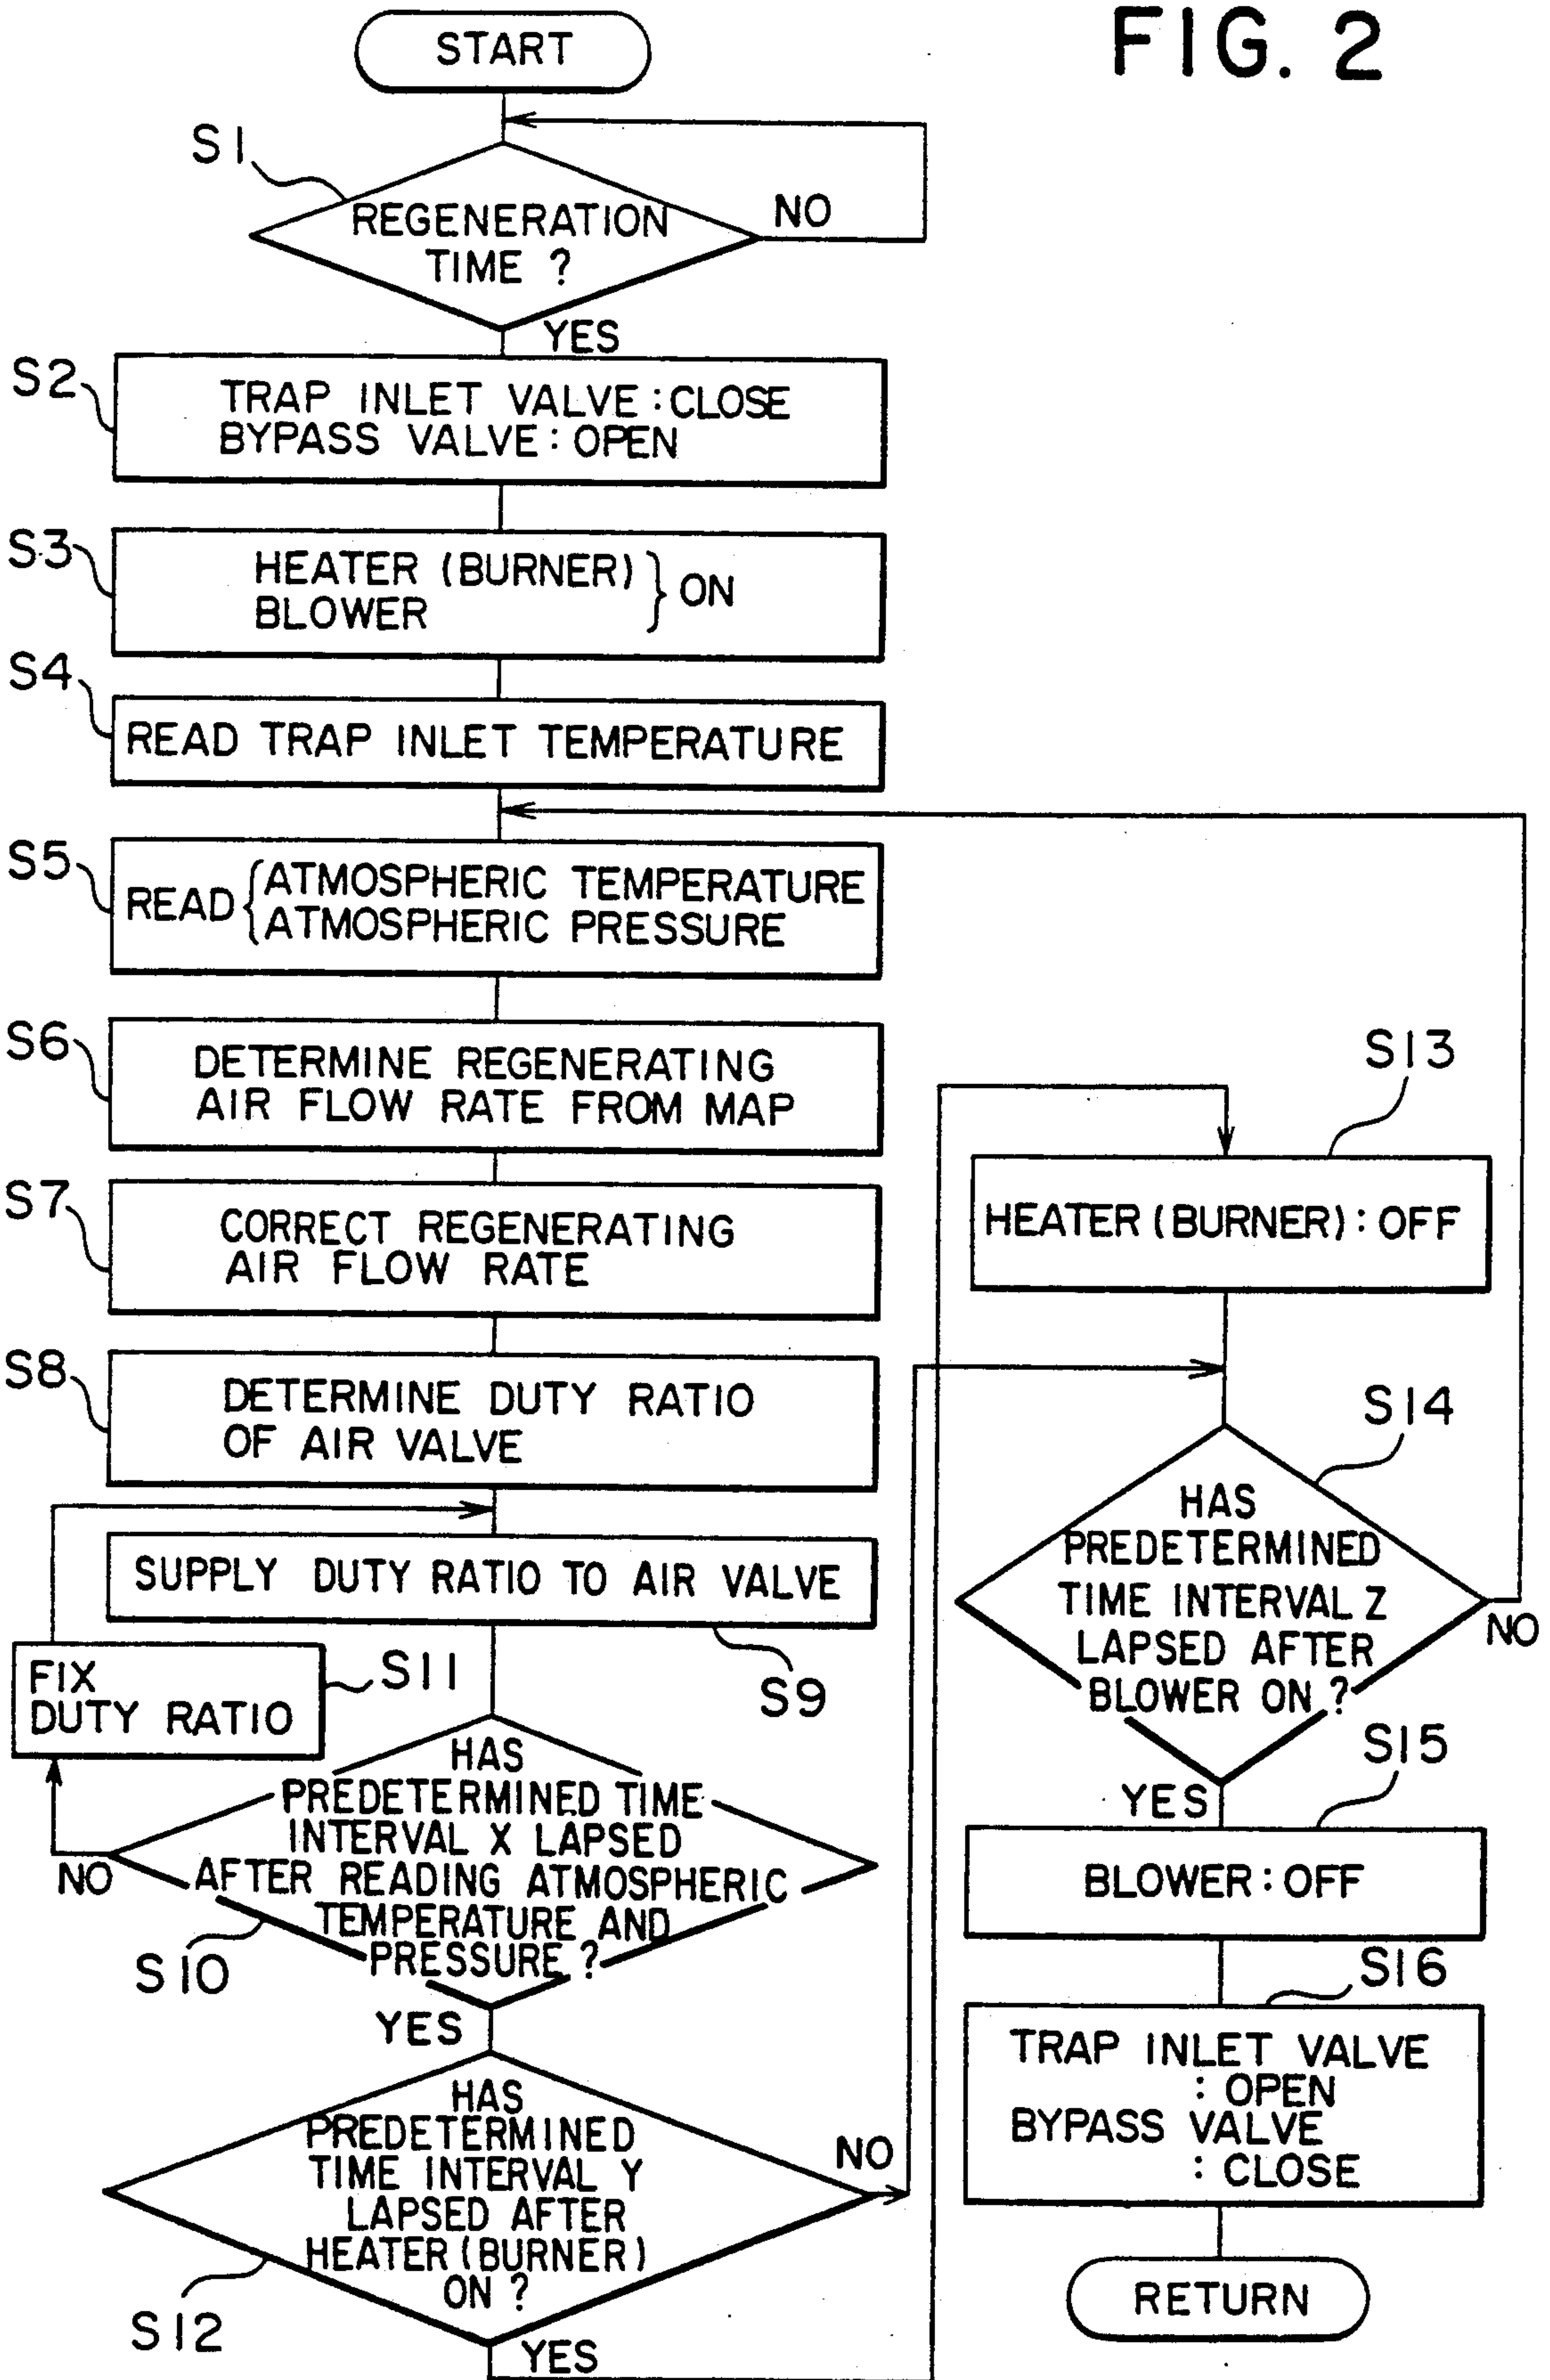 FIG. 2
START
S1
REGENERATION
TIME ?
NO
YES
S2
TRAP INLET VALVE : CLOSE
BYPASS VALVE : OPEN
S3
HEATER (BURNER)
BLOWER
} ON
S4
READ TRAP INLET TEMPERATURE
S5
READ {
ATMOSPHERIC TEMPERATURE
ATMOSPHERIC PRESSURE
S6
DETERMINE REGENERATING
AIR FLOW RATE FROM MAP
S7
CORRECT REGENERATING
AIR FLOW RATE
S8
DETERMINE DUTY RATIO
OF AIR VALVE
SUPPLY DUTY RATIO TO AIR VALVE
S9
FIX
DUTY RATIO
S11
HAS
PREDETERMINED TIME
INTERVAL X LAPSED
AFTER READING ATMOSPHERIC
TEMPERATURE AND
PRESSURE ?
NO
S10
YES
HAS
PREDETERMINED
TIME INTERVAL Y
LAPSED AFTER
HEATER (BURNER)
ON ?
NO
S12
YES
S13
HEATER (BURNER) : OFF
S14
HAS
PREDETERMINED
TIME INTERVAL Z
LAPSED AFTER
BLOWER ON ?
NO
YES
S15
BLOWER : OFF
S16
TRAP INLET VALVE
: OPEN
BYPASS VALVE
: CLOSE
RETURN